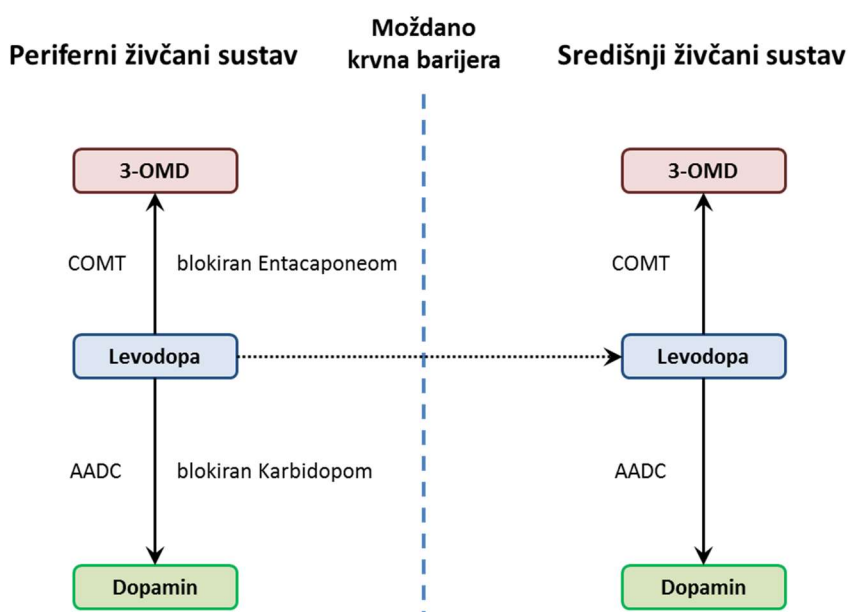 Periferni živčani sustav
Moždano
krvna barijera
Središnji živčani sustav
3-OMD
3-OMD
COMT
blokiran Entacaponeom
COMT
Levodopa
Levodopa
AADC
blokiran Karbidopom
AADC
Dopamin
Dopamin